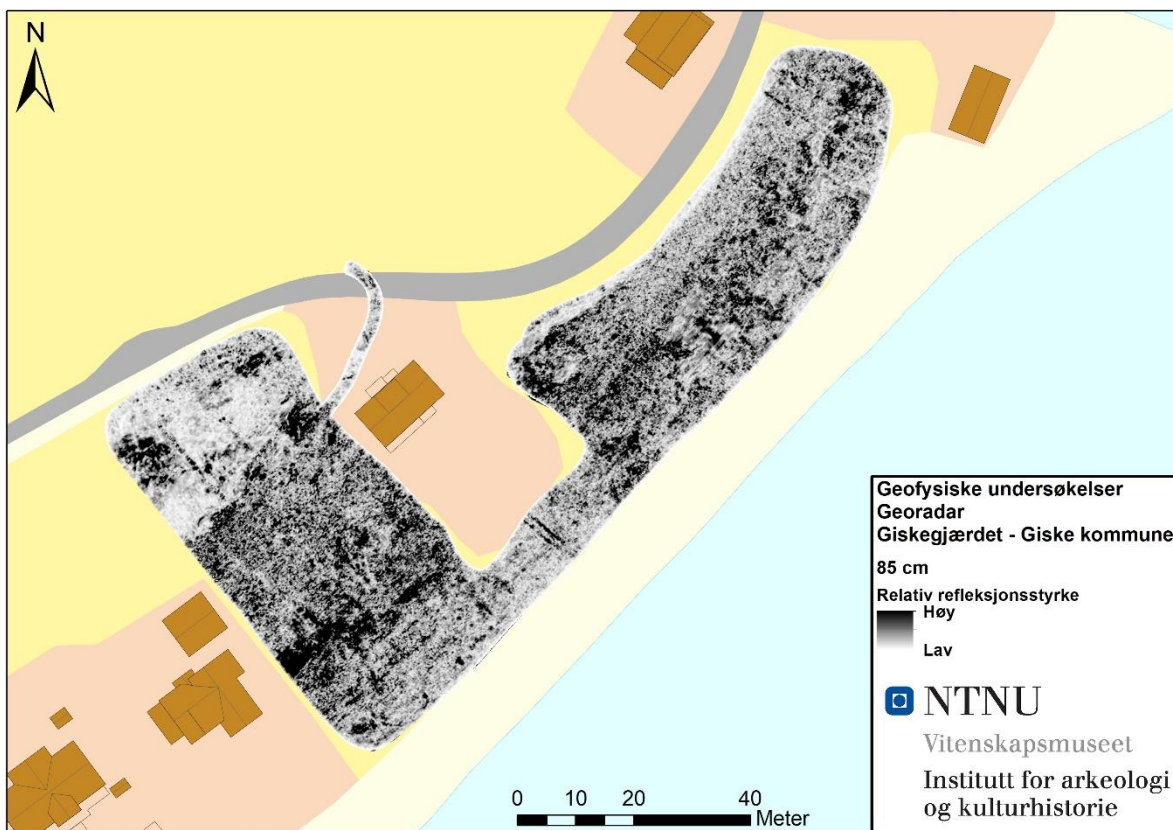 N
Geofysiske undersøkelser
Georadar
Giskegjærdet - Giske kommune
85 cm
Relativ refleksjonsstyrke
Høy
Lav
NTNU
Vitenskapsmuseet
Institutt for arkeologi
og kulturhistorie
0 10 20 40
Meter